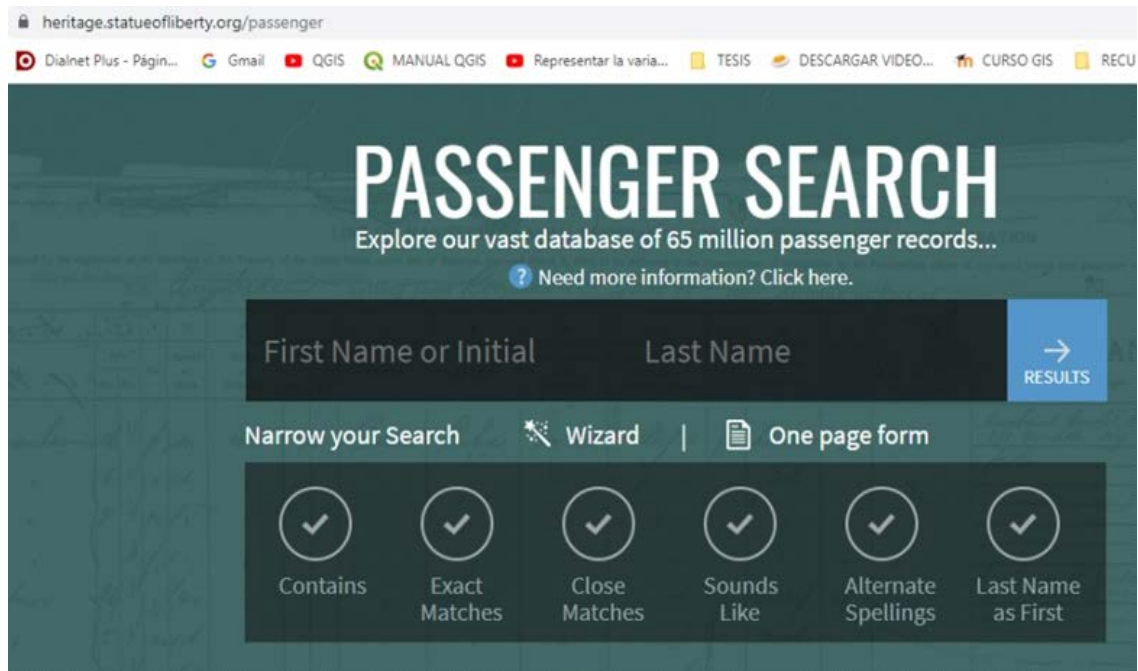 heritage.statueofliberty.org/passenger
Dialnet Plus - Págin... Gmail QGIS MANUAL QGIS Representar la varia... TESIS DESCARGAR VIDEO... CURSO GIS RECU
PASSENGER SEARCH
Explore our vast database of 65 million passenger records...
? Need more information? Click here.
First Name or Initial Last Name
RESULTS
Narrow your Search Wizard | One page form
Contains Exact Close Sounds Alternate Last Name
Matches Matches Like Spellings as First